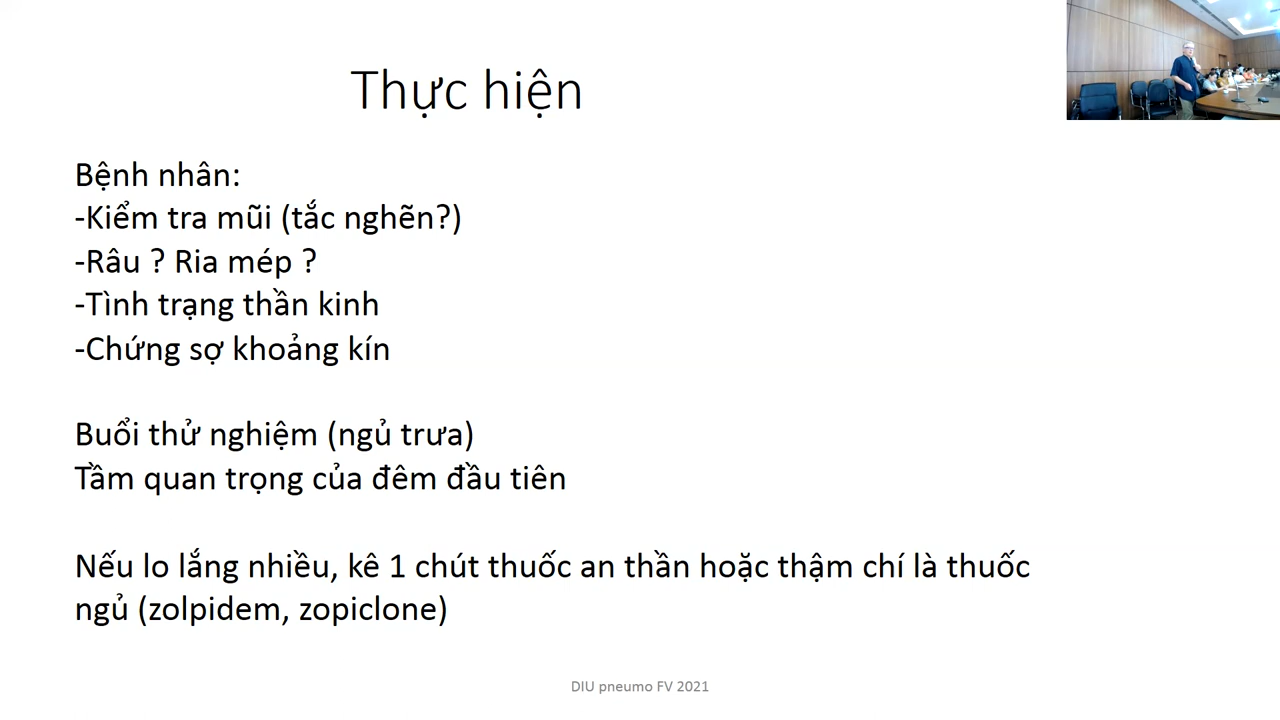 Thực hiện
Bệnh nhân:
-Kiểm tra mũi (tắc nghẽn?)
-Râu ? Ria mép ?
-Tình trạng thần kinh
-Chứng sợ khoảng kín
Buổi thử nghiệm (ngủ trưa)
Tầm quan trọng của đêm đầu tiên
Nếu lo lắng nhiều, kê 1 chút thuốc an thần hoặc thậm chí là thuốc
ngủ (zolpidem, zopiclone)
DIU pneumo FV 2021